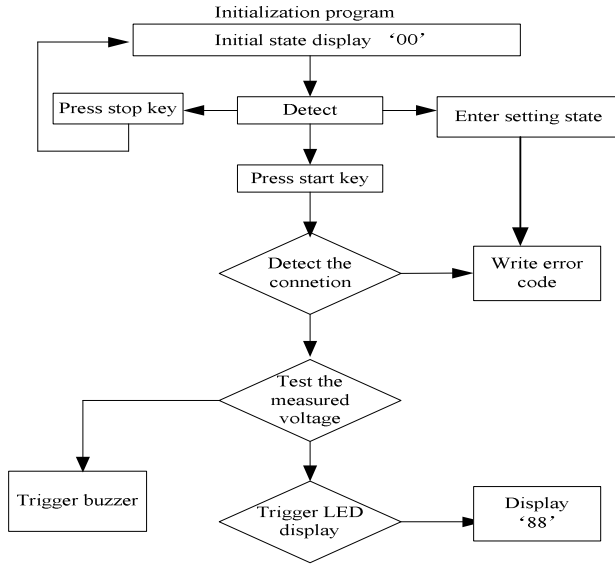 Initialization program
Initial state display ‘00’
Press stop key
Detect
Enter setting state
Press start key
Detect the
connetion
Write error
code
Test the
measured
voltage
Trigger buzzer
Trigger LED
display
Display
‘88’